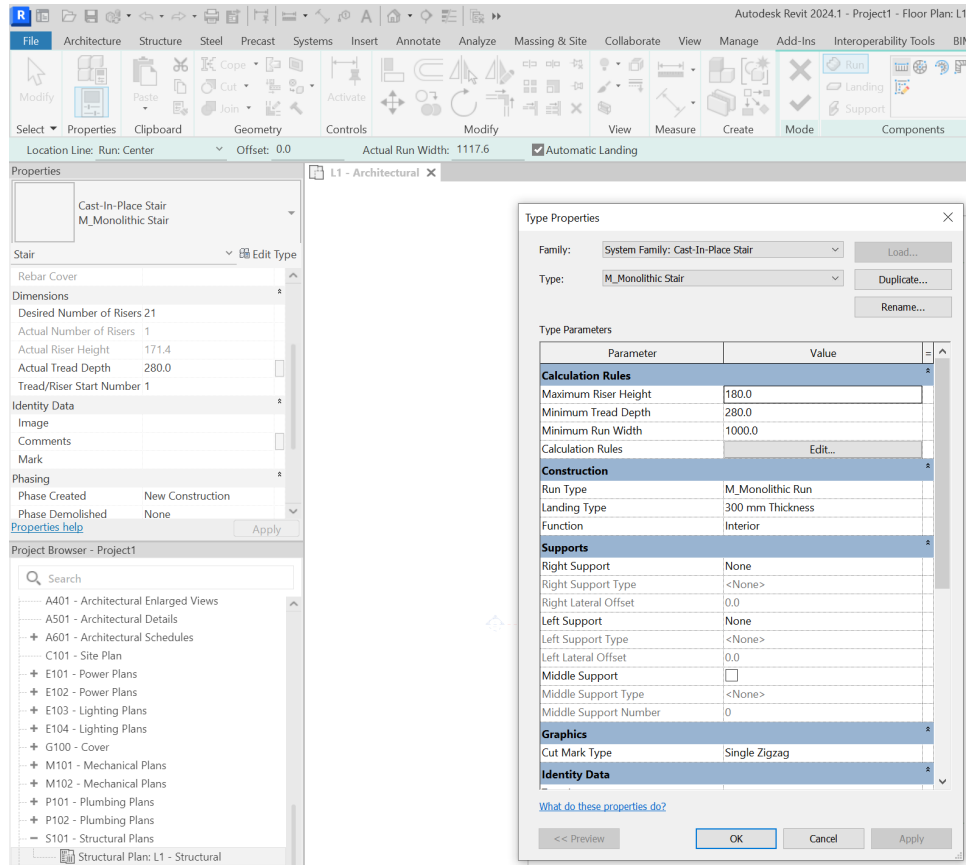 R
Autodesk Revit 2024.1 - Project1 - Floor Plan: L1
File Architecture Structure Steel Precast Systems Insert Annotate Analyze Massing & Site Collaborate View Manage Add-Ins Interoperability Tools BIM
Modify
Paste
Cope
Cut
Join
Activate
Run
Landing
Support
Select Properties Clipboard Geometry Controls Modify View Measure Create Mode Components
Location Line: Run: Center Offset: 0.0 Actual Run Width: 1117.6 Automatic Landing
Properties
L1 - Architectural
Cast-In-Place Stair
M_Monolithic Stair
Stair Edit Type
Rebar Cover
Dimensions
Desired Number of Risers 21
Actual Number of Risers 1
Actual Riser Height 171.4
Actual Tread Depth 280.0
Tread/Riser Start Number 1
Identity Data
Image
Comments
Mark
Phasing
Phase Created New Construction
Phase Demolished None
Properties help Apply
Project Browser - Project1
Search
A401 - Architectural Enlarged Views
A501 - Architectural Details
A601 - Architectural Schedules
C101 - Site Plan
E101 - Power Plans
E102 - Power Plans
E103 - Lighting Plans
E104 - Lighting Plans
G100 - Cover
M101 - Mechanical Plans
M102 - Mechanical Plans
P101 - Plumbing Plans
P102 - Plumbing Plans
S101 - Structural Plans
Structural Plan: L1 - Structural
Type Properties
Family: System Family: Cast-In-Place Stair Load...
Type: M_Monolithic Stair Duplicate...
Rename...
Type Parameters
Parameter Value =
Calculation Rules
Maximum Riser Height 180.0
Minimum Tread Depth 280.0
Minimum Run Width 1000.0
Calculation Rules Edit...
Construction
Run Type M_Monolithic Run
Landing Type 300 mm Thickness
Function Interior
Supports
Right Support None
Right Support Type <None>
Right Lateral Offset 0.0
Left Support None
Left Support Type <None>
Left Lateral Offset 0.0
Middle Support
Middle Support Type <None>
Middle Support Number 0
Graphics
Cut Mark Type Single Zigzag
Identity Data
What do these properties do?
<< Preview OK Cancel Apply